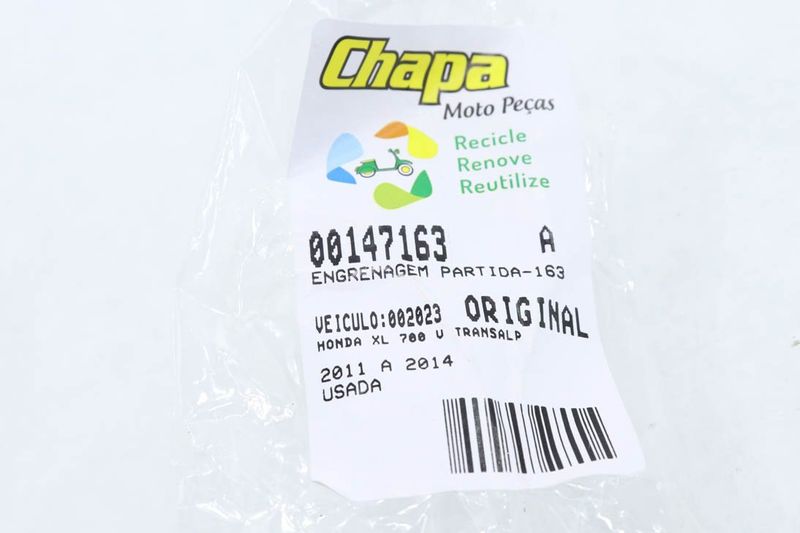 Chapa
Moto Peças
Recicle
Renove
Reutilize
00147163 A
ENGRENAGEM PARTIDA-163
VEICULO:002023 ORIGINAL
HONDA XL 700 V TRANSALP
2011 A 2014
USADA